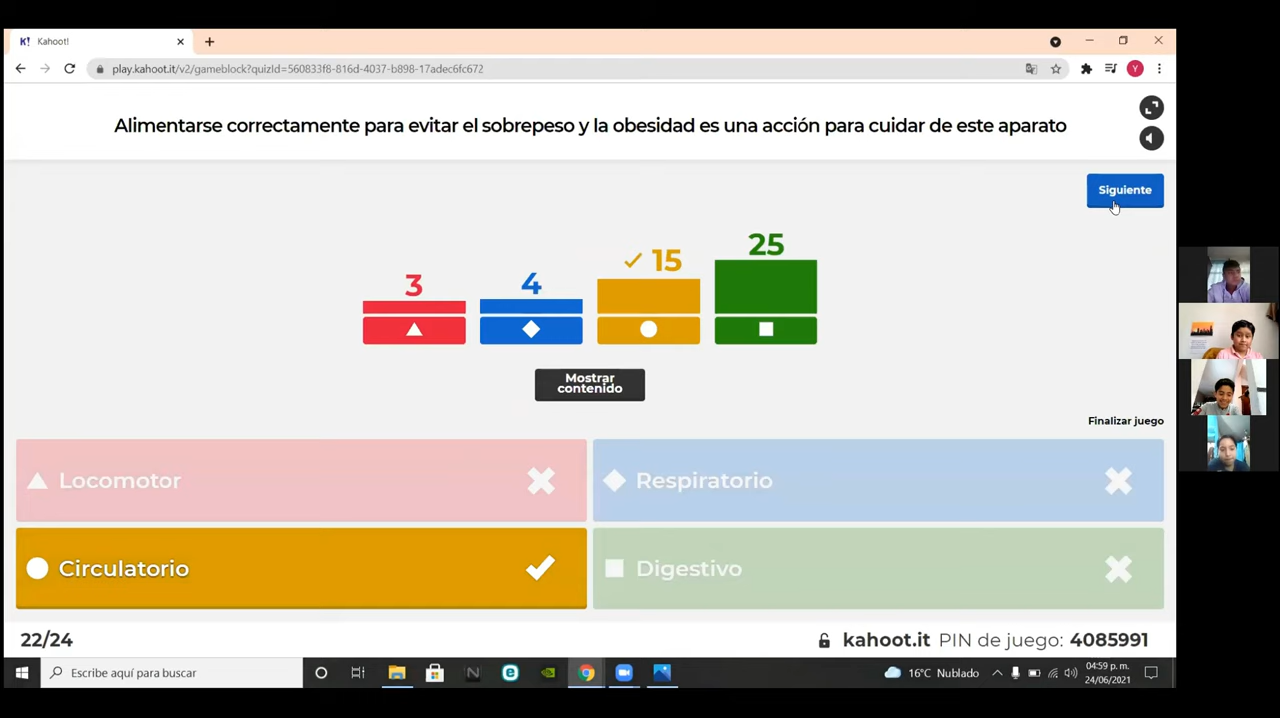 K! Kahoot!
play.kahoot.it/v2/gameblock?quizId=560833f8-816d-4037-b898-17adec6fc672
Y
Alimentarse correctamente para evitar el sobrepeso y la obesidad es una acción para cuidar de este aparato
Siguiente
3
4
15
25
Mostrar
contenido
Finalizar juego
Locomotor
Respiratorio
Circulatorio
Digestivo
22/24
kahoot.it PIN de juego: 4085991
Escribe aquí para buscar
16°C Nublado
04:59 p. m.
24/06/2021